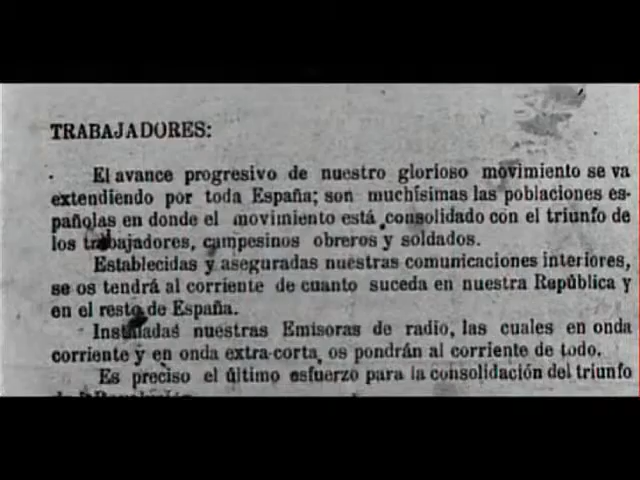 TRABAJADORES:
El avance progresivo de nuestro glorioso movimiento se va
extendiendo por toda España; son muchísimas las poblaciones es-
pañolas en donde el movimiento está consolidado con el triunfo de
los trabajadores, campesinos obreros y soldados.
Establecidas y aseguradas nuestras comunicaciones interiores,
se os tendrá al corriente de cuanto suceda en nuestra República y
en el resto de España.
Instaladas nuestras Emisoras de radio, las cuales en onda
corriente y en onda extra-corta, os pondrán al corriente de todo.
Es preciso el último esfuerzo para la consolidación del triunfo